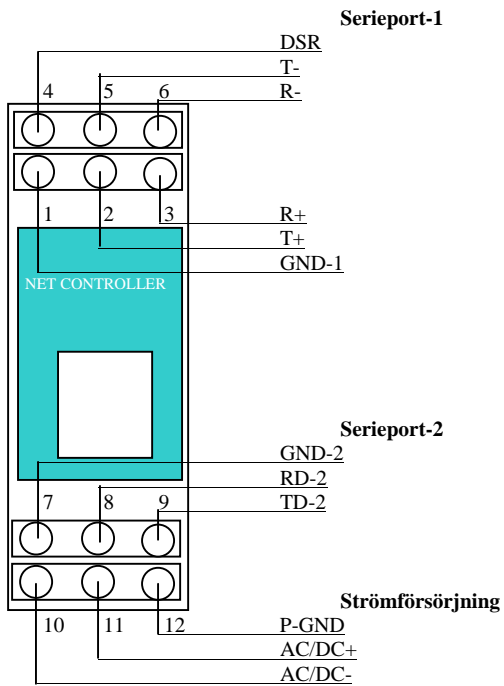 Serieport-1
DSR
T-
4 5 6 R-
1 2 3 R+
T+
GND-1
NET CONTROLLER
Serieport-2
GND-2
RD-2
7 8 9 TD-2
Strömförsörjning
10 11 12 P-GND
AC/DC+
AC/DC-